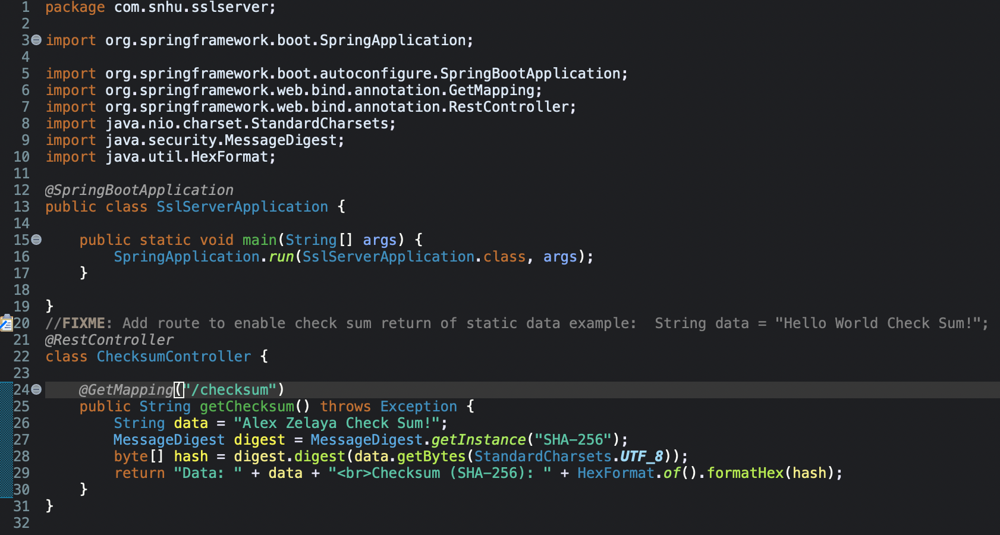 1 package com.snhu.sslserver;
2
3 import org.springframework.boot.SpringApplication;
4
5 import org.springframework.boot.autoconfigure.SpringBootApplication;
6 import org.springframework.web.bind.annotation.GetMapping;
7 import org.springframework.web.bind.annotation.RestController;
8 import java.nio.charset.StandardCharsets;
9 import java.security.MessageDigest;
10 import java.util.HexFormat;
11
12 @SpringBootApplication
13 public class SslServerApplication {
14
15     public static void main(String[] args) {
16         SpringApplication.run(SslServerApplication.class, args);
17     }
18
19 }
20 //FIXME: Add route to enable check sum return of static data example:  String data = "Hello World Check Sum!";
21 @RestController
22 class ChecksumController {
23
24     @GetMapping("/checksum")
25     public String getChecksum() throws Exception {
26         String data = "Alex Zelaya Check Sum!";
27         MessageDigest digest = MessageDigest.getInstance("SHA-256");
28         byte[] hash = digest.digest(data.getBytes(StandardCharsets.UTF_8));
29         return "Data: " + data + "<br>Checksum (SHA-256): " + HexFormat.of().formatHex(hash);
30     }
31 }
32